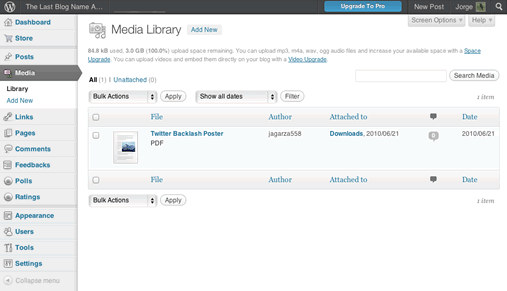 The Last Blog Name A...
Upgrade To Pro
New Post
Jorge
Screen Options
Help
Dashboard
Store
Posts
Media
Library
Add New
Links
Pages
Comments
Feedbacks
Polls
Ratings
Appearance
Users
Tools
Settings
Collapse menu
Media Library
Add New
84.6 kB used, 3.0 GB (100.0%) upload space remaining. You can upload mp3, m4a, wav, ogg audio files and increase your available space with a Space
Upgrade. You can upload videos and embed them directly on your blog with a Video Upgrade.
All (1) | Unattached (0)
Search Media
Bulk Actions
Apply
Show all dates
Filter
1 item
File
Author
Attached to
Date
Twitter Backlash Poster
PDF
jagarza558
Downloads, 2010/06/21
0
2010/06/21
File
Author
Attached to
Date
Bulk Actions
Apply
1 item